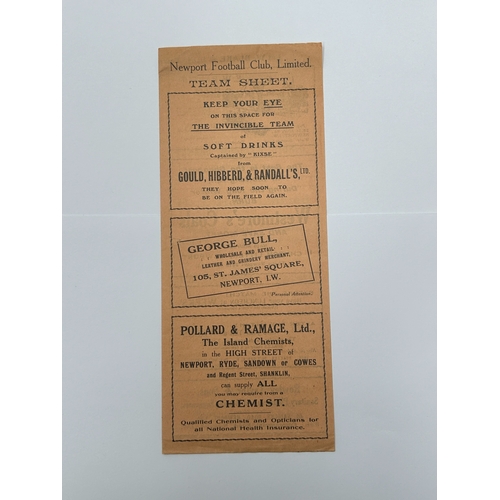 Newport Football Club, Limited.
TEAM SHEET.
KEEP YOUR EYE
ON THIS SPACE FOR
THE INVINCIBLE TEAM
of
SOFT DRINKS
Captained by "KISSE"
from
GOULD, HIBBERD, & RANDALL'S, LTD.
THEY HOPE SOON TO
BE ON THE FIELD AGAIN.
GEORGE BULL,
. . . WHOLESALE AND RETAIL . . .
LEATHER AND GRINDERY MERCHANT,
105, ST. JAMES' SQUARE,
NEWPORT, I.W.
(Personal Attention)
POLLARD & RAMAGE, Ltd.,
The Island Chemists,
in the HIGH STREET of
NEWPORT, RYDE, SANDOWN or COWES
and Regent Street, SHANKLIN,
can supply ALL
you may require from a
CHEMIST.
Qualified Chemists and Opticians for
all National Health Insurance.